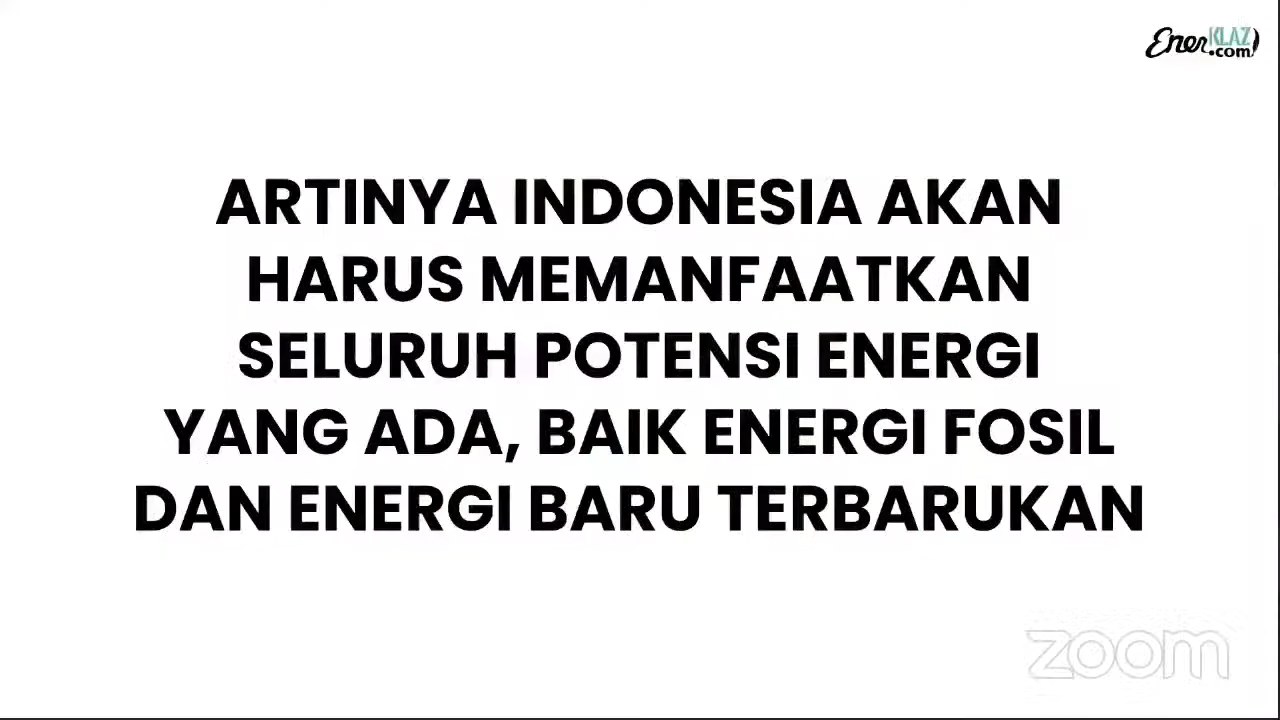 EnerKLAZ
.com
ARTINYA INDONESIA AKAN
HARUS MEMANFAATKAN
SELURUH POTENSI ENERGI
YANG ADA, BAIK ENERGI FOSIL
DAN ENERGI BARU TERBARUKAN
zoom